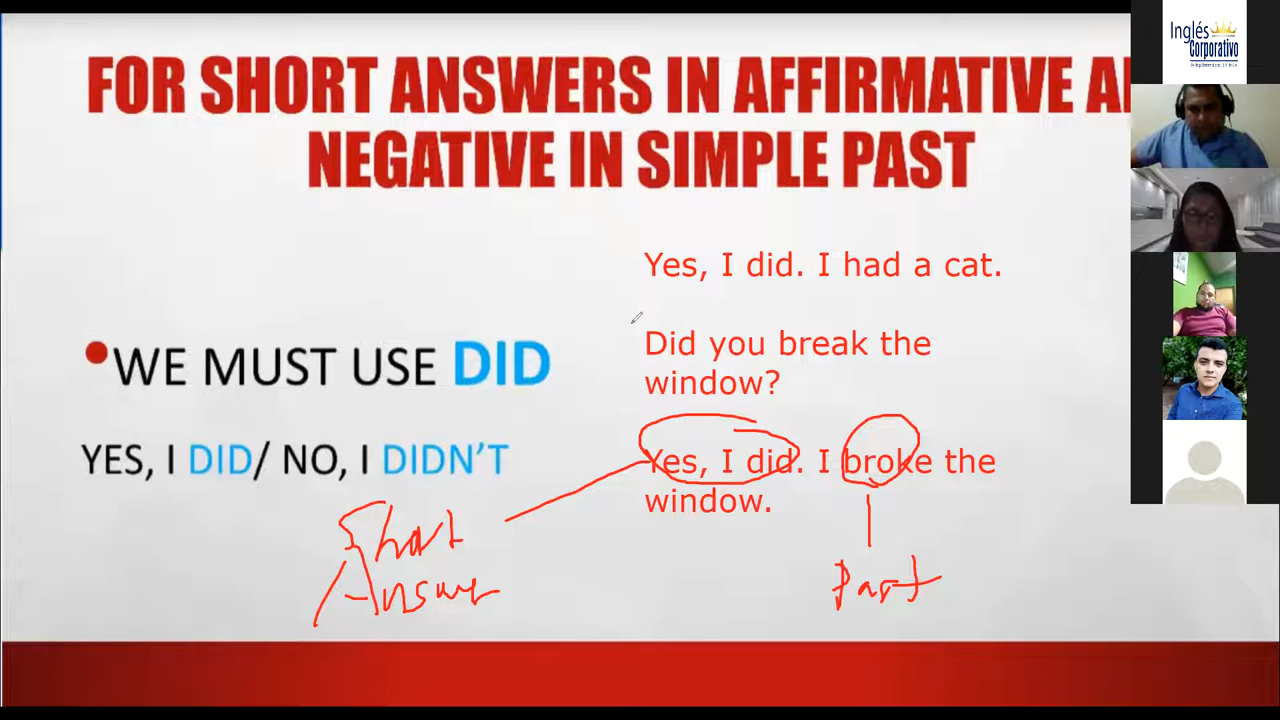 FOR SHORT ANSWERS IN AFFIRMATIVE
NEGATIVE IN SIMPLE PAST
Yes, I did. I had a cat.
Did you break the
window?
•WE MUST USE DID
YES, I DID/ NO, I DIDN'T
Yes, I did. I broke the
window.
Short
Answer
Past
Inglés
Corporativo